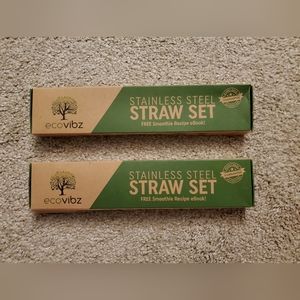 ecovibz
STAINLESS STEEL
STRAW SET
FREE Smoothie Recipe eBook!
ecovibz
STAINLESS STEEL
STRAW SET
FREE Smoothie Recipe eBook!